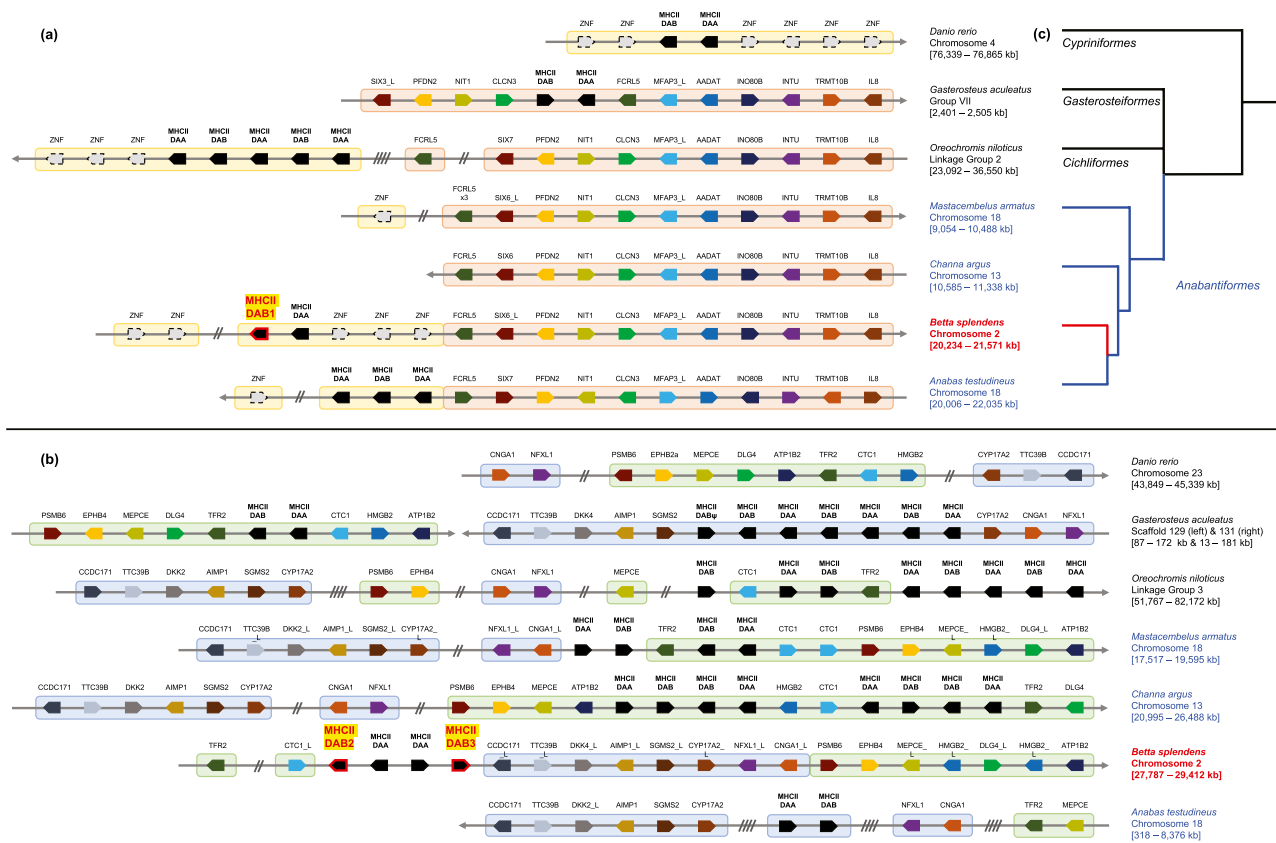 (a)
ZNF ZNF MHCII DAB MHCII DAA ZNF ZNF ZNF ZNF
Danio rerio
Chromosome 4
[76,339 – 76,865 kb]
(c)
Cypriniformes
SIX3_L PFDN2 NIT1 CLCN3 MHCII DAB MHCII DAA FCRL5 MFAP3_L AADAT INO80B INTU TRMT10B IL8
Gasterosteus aculeatus
Group VII
[2,401 – 2,505 kb]
Gasterosteiformes
ZNF ZNF ZNF MHCII DAA MHCII DAB MHCII DAA MHCII DAB MHCII DAA FCRL5 SIX7 PFDN2 NIT1 CLCN3 MFAP3_L AADAT INO80B INTU TRMT10B IL8
Oreochromis niloticus
Linkage Group 2
[23,092 – 36,550 kb]
Cichliformes
ZNF FCRL5 x3 SIX6_L PFDN2 NIT1 CLCN3 MFAP3_L AADAT INO80B INTU TRMT10B IL8
Mastacembelus armatus
Chromosome 18
[9,054 – 10,488 kb]
FCRL5 SIX6 PFDN2 NIT1 CLCN3 MFAP3_L AADAT INO80B INTU TRMT10B IL8
Channa argus
Chromosome 13
[10,585 – 11,338 kb]
Anabantiformes
ZNF ZNF MHCII DAB1 MHCII DAA ZNF ZNF ZNF FCRL5 SIX6_L PFDN2 NIT1 CLCN3 MFAP3_L AADAT INO80B INTU TRMT10B IL8
Betta splendens
Chromosome 2
[20,234 – 21,571 kb]
ZNF MHCII DAA MHCII DAB MHCII DAA FCRL5 SIX7 PFDN2 NIT1 CLCN3 MFAP3_L AADAT INO80B INTU TRMT10B IL8
Anabas testudineus
Chromosome 18
[20,006 – 22,035 kb]
(b)
CNGA1 NFXL1 PSMB6 EPHB2a MEPCE DLG4 ATP1B2 TFR2 CTC1 HMGB2 CYP17A2 TTC39B CCDC171
Danio rerio
Chromosome 23
[43,849 – 45,339 kb]
PSMB6 EPHB4 MEPCE DLG4 TFR2 MHCII DAB MHCII DAA CTC1 HMGB2 ATP1B2 CCDC171 TTC39B DKK4 AIMP1 SGMS2 MHCII DABψ MHCII DAB MHCII DAA MHCII DAB MHCII DAA MHCII DAB MHCII DAA CYP17A2 CNGA1 NFXL1
Gasterosteus aculeatus
Scaffold 129 (left) & 131 (right)
[87 – 172 kb & 13 – 181 kb]
CCDC171 TTC39B DKK2 AIMP1 SGMS2 CYP17A2 PSMB6 EPHB4 CNGA1 NFXL1 MEPCE MHCII DAB CTC1 MHCII DAA MHCII DAB TFR2 MHCII DAA MHCII DAA MHCII DAA MHCII DAB MHCII DAA
Oreochromis niloticus
Linkage Group 3
[51,767 – 82,172 kb]
CCDC171 TTC39B_L DKK2_L AIMP1_L SGMS2_L CYP17A2_L NFXL1_L CNGA1_L MHCII DAA MHCII DAB TFR2 MHCII DAB MHCII DAA CTC1 CTC1 PSMB6 EPHB4 MEPCE_L HMGB2_L DLG4_L ATP1B2
Mastacembelus armatus
Chromosome 18
[17,517 – 19,595 kb]
CCDC171 TTC39B DKK2 AIMP1 SGMS2 CYP17A2 CNGA1 NFXL1 PSMB6 EPHB4 MEPCE ATP1B2 MHCII DAA MHCII DAB MHCII DAB MHCII DAA HMGB2 CTC1 MHCII DAA MHCII DAB MHCII DAB MHCII DAA TFR2 DLG4
Channa argus
Chromosome 13
[20,995 – 26,488 kb]
TFR2 CTC1_L MHCII DAB2 MHCII DAA MHCII DAA MHCII DAB3 CCDC171_L TTC39B_L DKK4_L AIMP1_L SGMS2_L CYP17A2_L NFXL1_L CNGA1_L PSMB6 EPHB4 MEPCE_L HMGB2_L DLG4_L HMGB2_L ATP1B2
Betta splendens
Chromosome 2
[27,787 – 29,412 kb]
CCDC171 TTC39B DKK2_L AIMP1 SGMS2 CYP17A2 MHCII DAA MHCII DAB NFXL1 CNGA1 TFR2 MEPCE
Anabas testudineus
Chromosome 18
[318 – 8,376 kb]